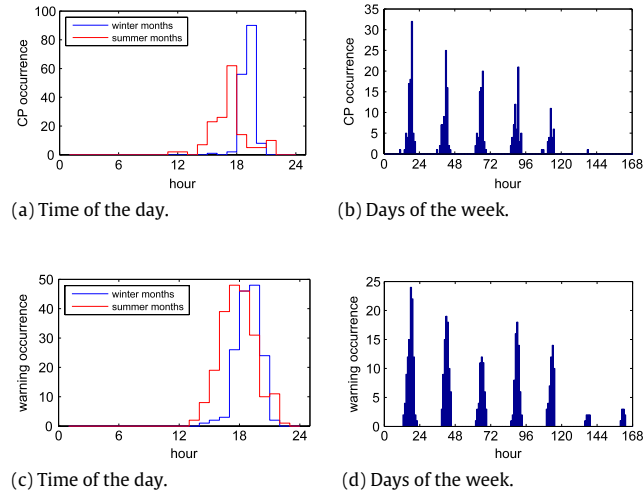 100
80
60
40
20
0
CP occurrence
winter months
summer months
0 6 12 18 24
hour
(a) Time of the day.
35
30
25
20
15
10
5
0
CP occurrence
0 24 48 72 96 120 144 168
hour
(b) Days of the week.
50
40
30
20
10
0
warning occurrence
winter months
summer months
0 6 12 18 24
hour
(c) Time of the day.
25
20
15
10
5
0
warning occurrence
0 24 48 72 96 120 144 168
hour
(d) Days of the week.